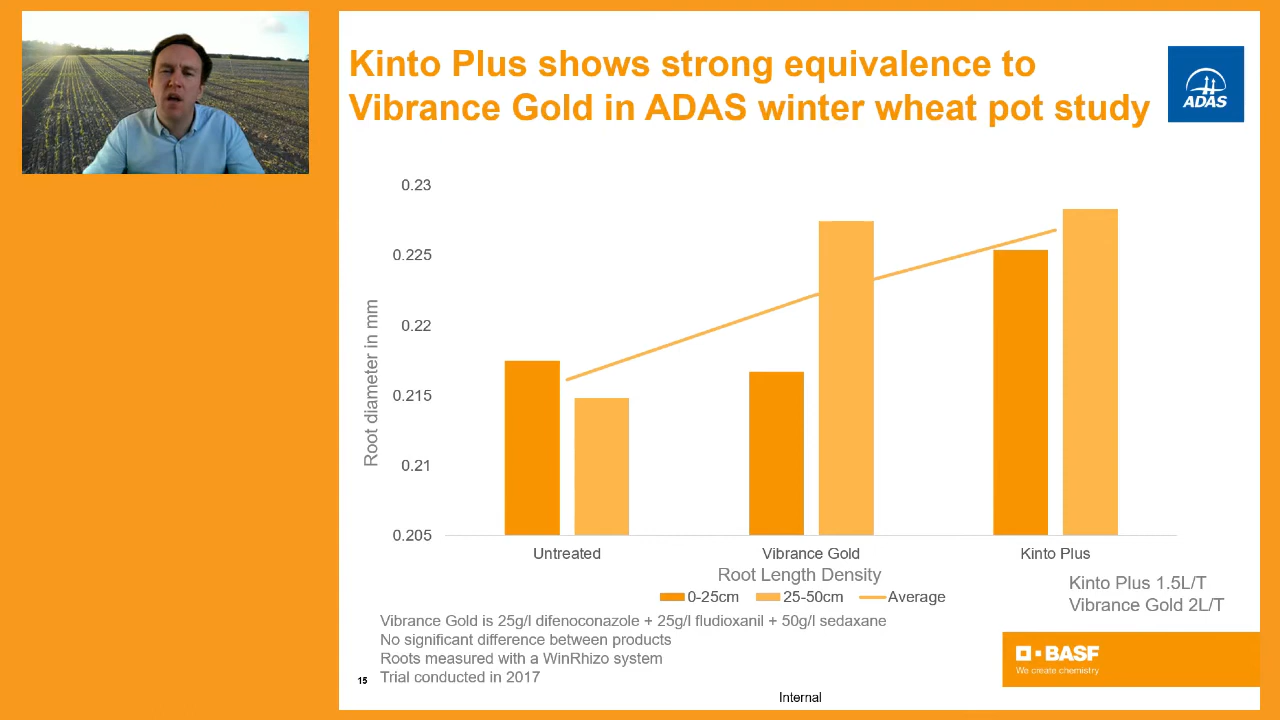 Kinto Plus shows strong equivalence to
Vibrance Gold in ADAS winter wheat pot study
ADAS
0.23
0.225
0.22
0.215
0.21
0.205
Root diameter in mm
Untreated
Vibrance Gold
Kinto Plus
Root Length Density
0-25cm 25-50cm Average
Kinto Plus 1.5L/T
Vibrance Gold 2L/T
Vibrance Gold is 25g/l difenoconazole + 25g/l fludioxanil + 50g/l sedaxane
No significant difference between products
Roots measured with a WinRhizo system
Trial conducted in 2017
15
BASF
We create chemistry
Internal